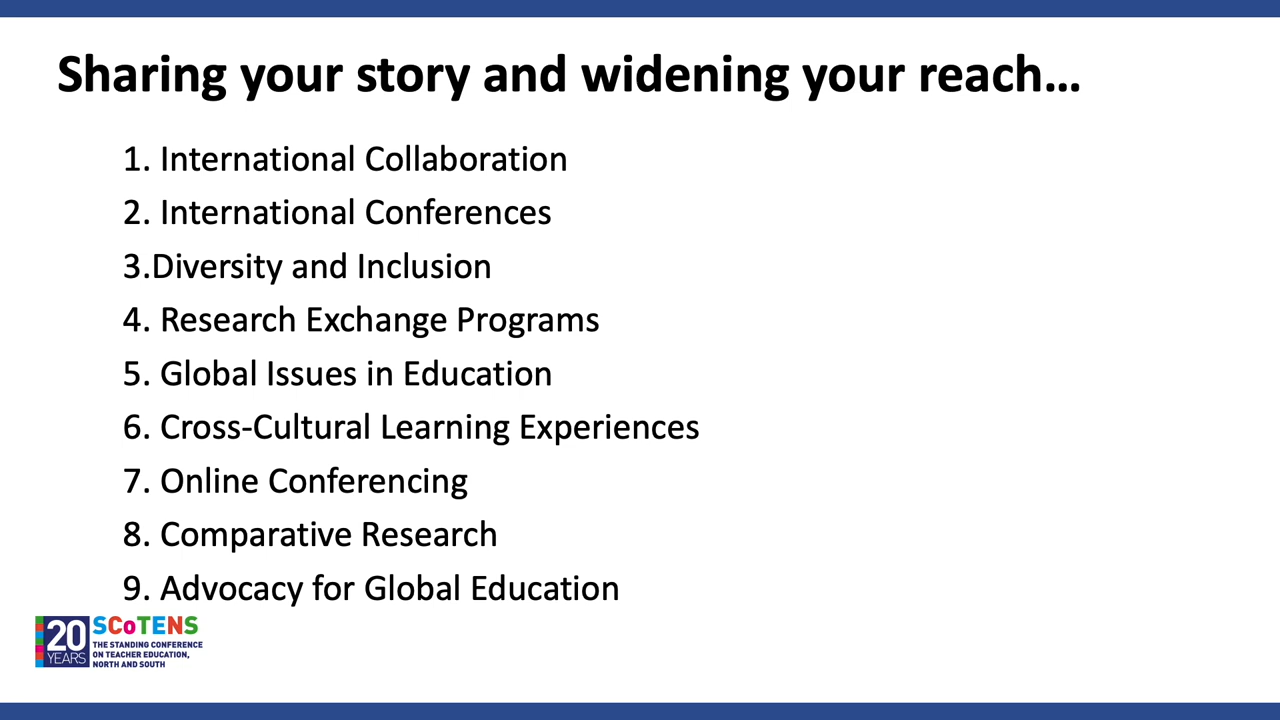 Sharing your story and widening your reach...
1. International Collaboration
2. International Conferences
3.Diversity and Inclusion
4. Research Exchange Programs
5. Global Issues in Education
6. Cross-Cultural Learning Experiences
7. Online Conferencing
8. Comparative Research
9. Advocacy for Global Education
20
YEARS
SCoTENS
THE STANDING CONFERENCE
ON TEACHER EDUCATION,
NORTH AND SOUTH